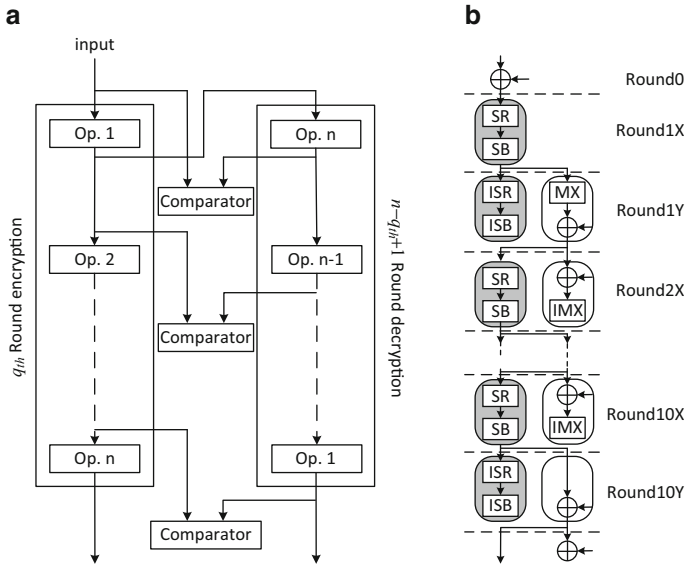 a
input
Op. 1
Op. n
Comparator
Op. 2
Op. n-1
Comparator
Op. n
Op. 1
Comparator
qth Round encryption
n−qth+1 Round decryption
b
Round0
SR
SB
Round1X
ISR
ISB
MX
Round1Y
SR
SB
IMX
Round2X
SR
SB
IMX
Round10X
ISR
ISB
Round10Y